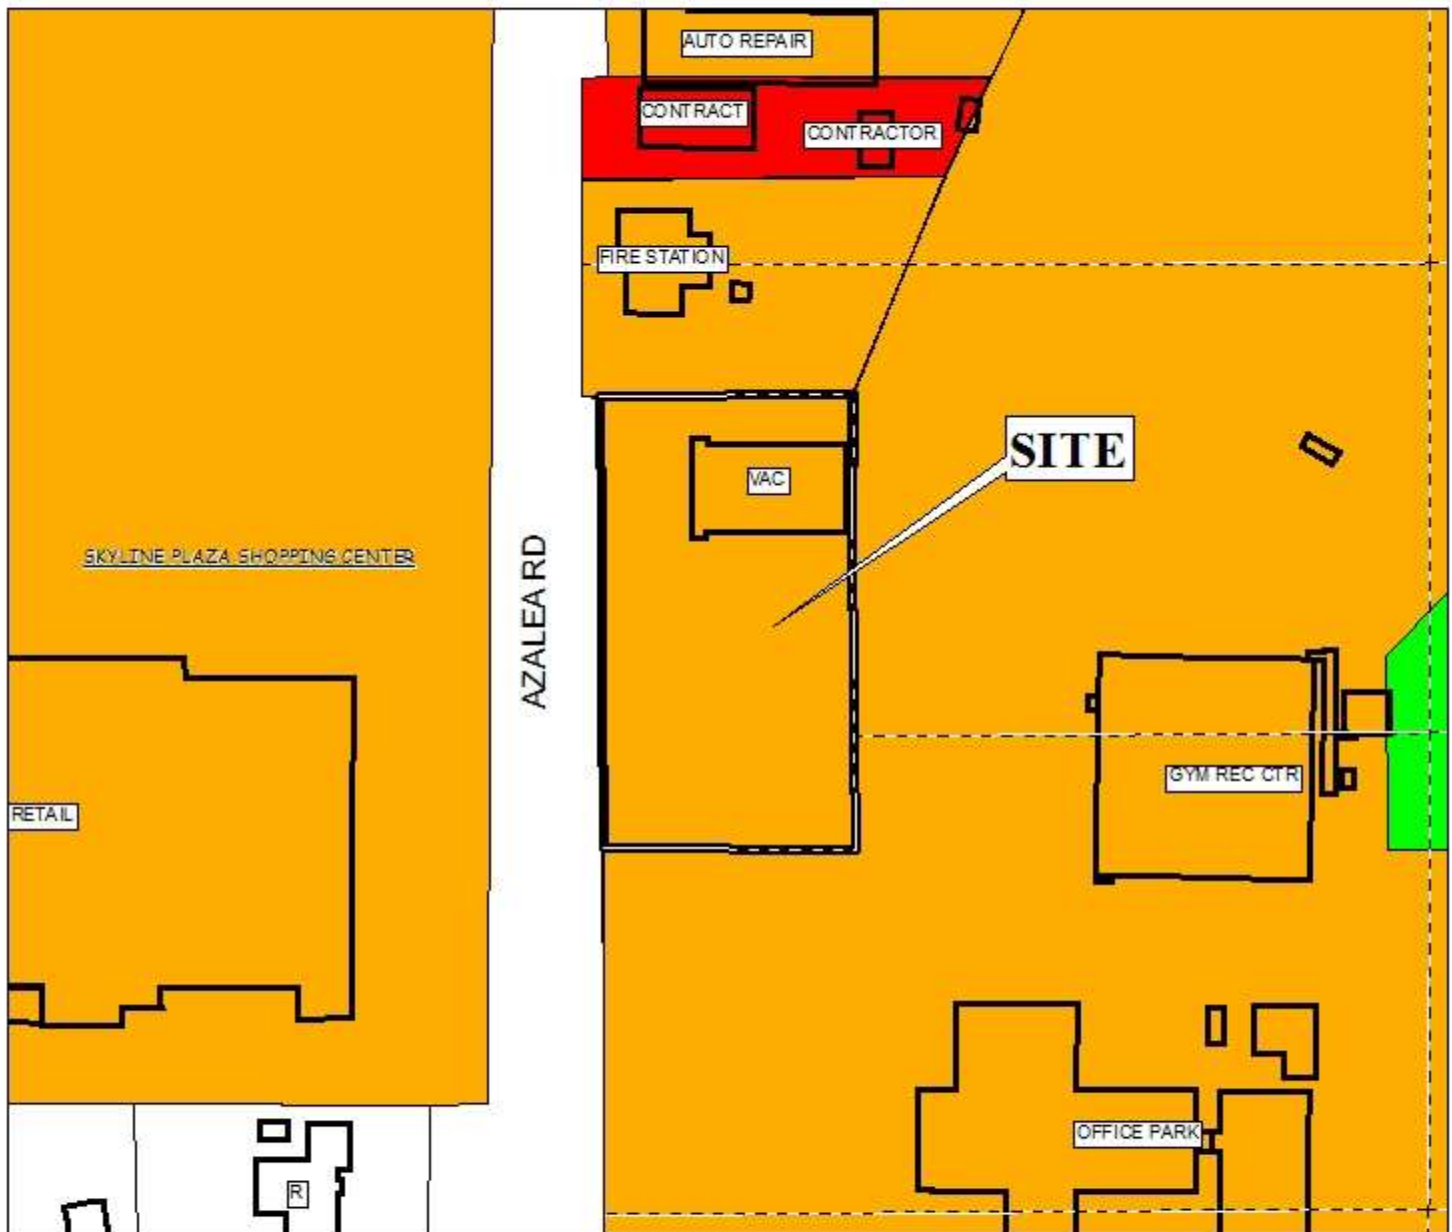 AUTO REPAIR
CONTRACT
CONTRACTOR
FIRE STATION
SITE
VAC
SKYLINE PLAZA SHOPPING CENTER
AZALEA RD
GYM REC CTR
RETAIL
OFFICE PARK
R